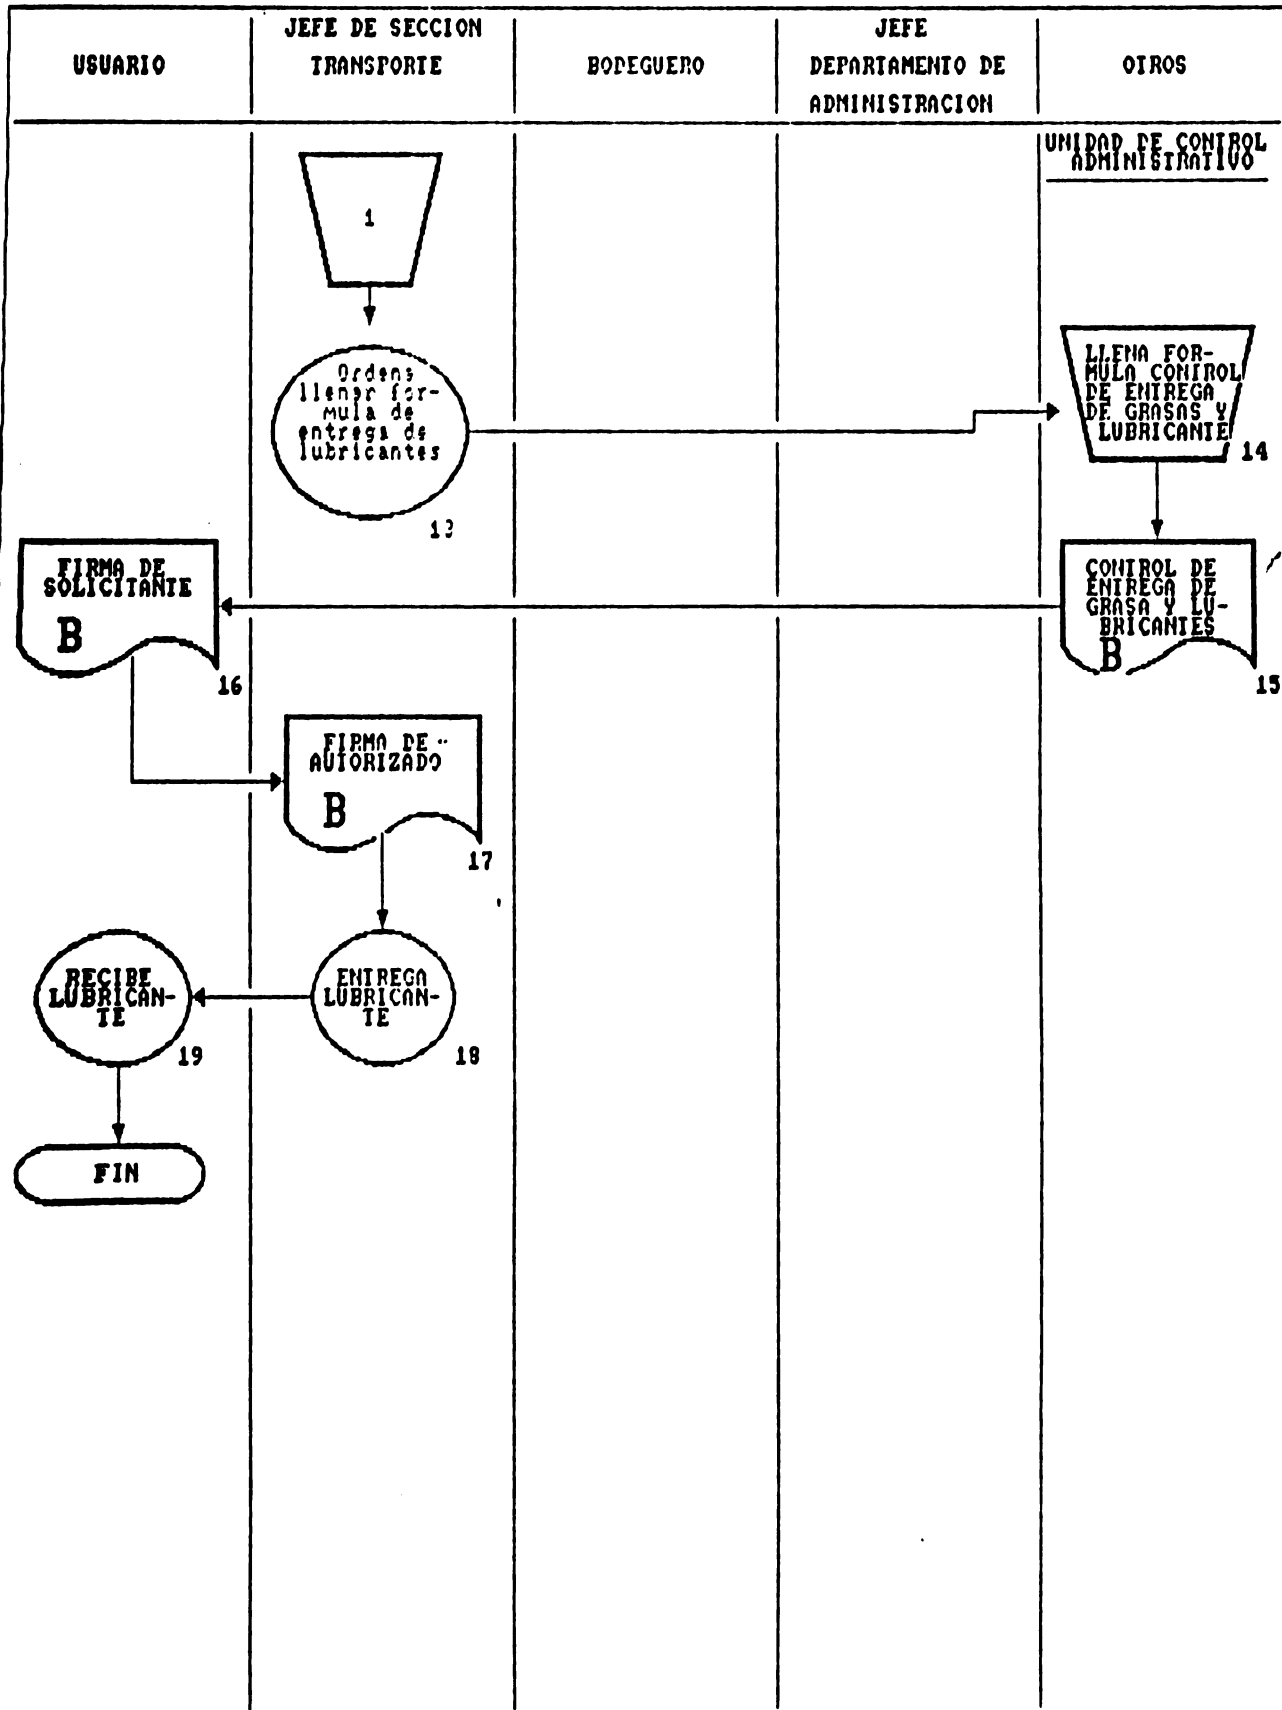 USUARIO
JEFE DE SECCION
TRANSPORTE
BODEGUERO
JEFE
DEPARTAMENTO DE
ADMINISTRACION
OTROS
UNIDAD DE CONTROL
ADMINISTRATIVO
1
Ordena
llenar for-
mula de
entrega de
lubricantes
13
LLENA FOR-
MULA CONTROL
DE ENTREGA
DE GRASAS Y
LUBRICANTE
14
CONTROL DE
ENTREGA DE
GRASA Y LU-
BRICANTES
B
15
FIRMA DE
SOLICITANTE
B
16
FIRMA DE
AUTORIZADO
B
17
ENTREGA
LUBRICAN-
TE
18
RECIBE
LUBRICAN-
TE
19
FIN